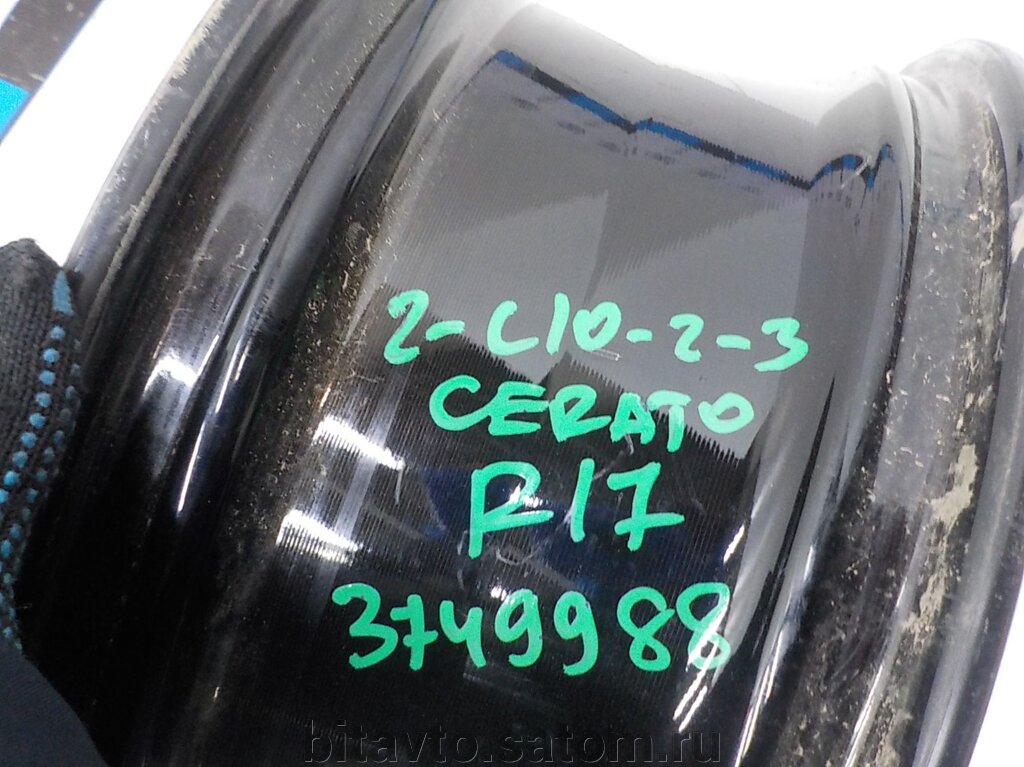 2-C10-2-3
CERATO
R17
3749988
bitavto.satom.ru